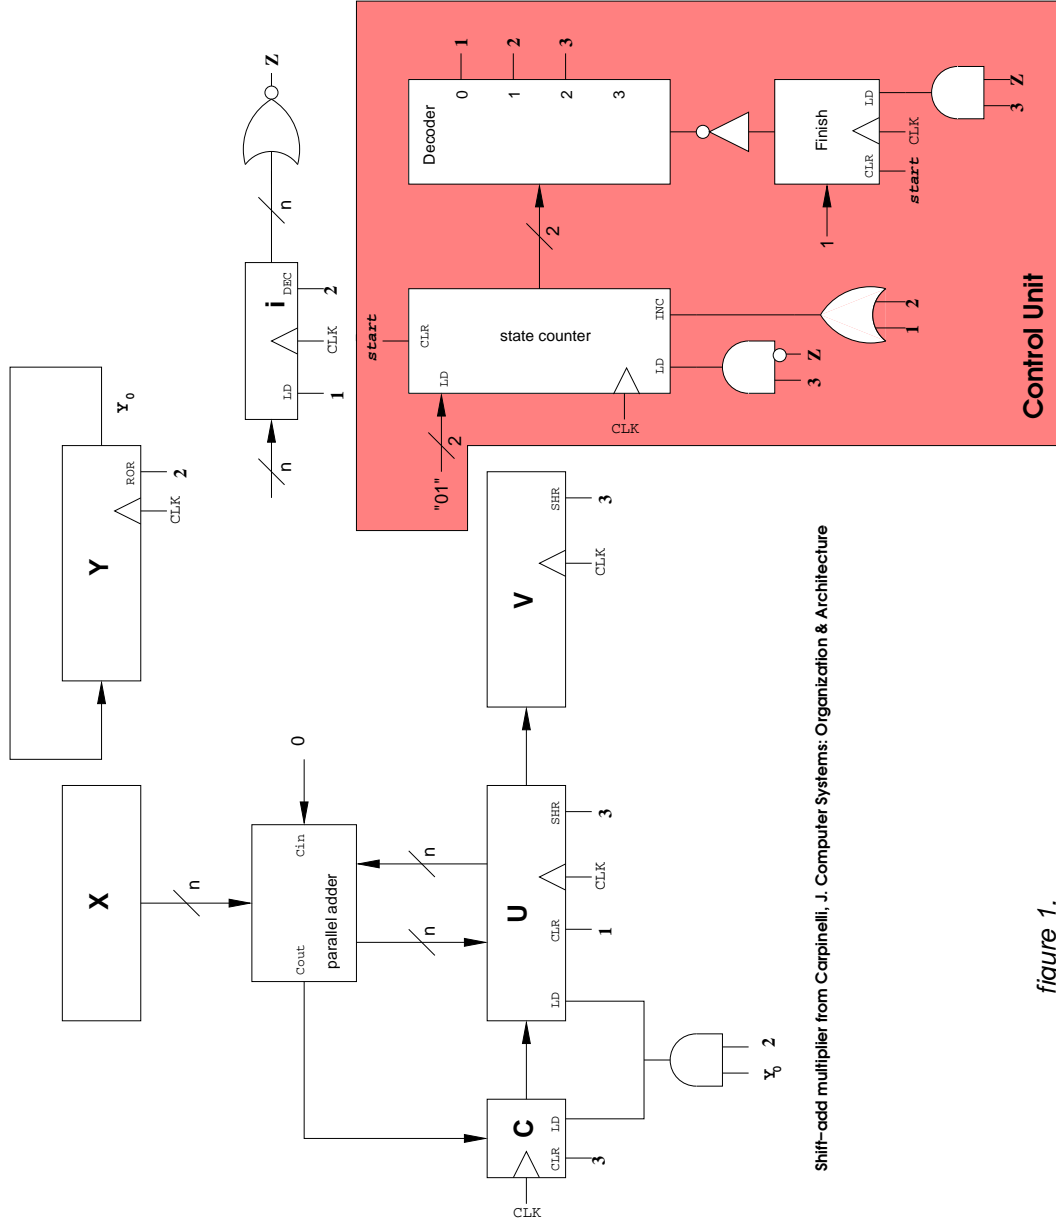 X
n
Y
ROR
CLK
2
Y0
Cout
Cin
0
parallel adder
n
n
n
LD
i
DEC
1
CLK
2
n
Z
CLK
C
CLR
LD
3
U
LD
CLR
SHR
1
CLK
3
Y0
2
V
SHR
CLK
3
"01"
2
LD
start
CLR
state counter
CLK
LD
INC
3
Z
1
2
2
Decoder
0
1
2
3
1
2
3
1
Finish
CLR
LD
start
CLK
3
Z
Control Unit
Shift-add multiplier from Carpinelli, J. Computer Systems: Organization & Architecture
figure 1.